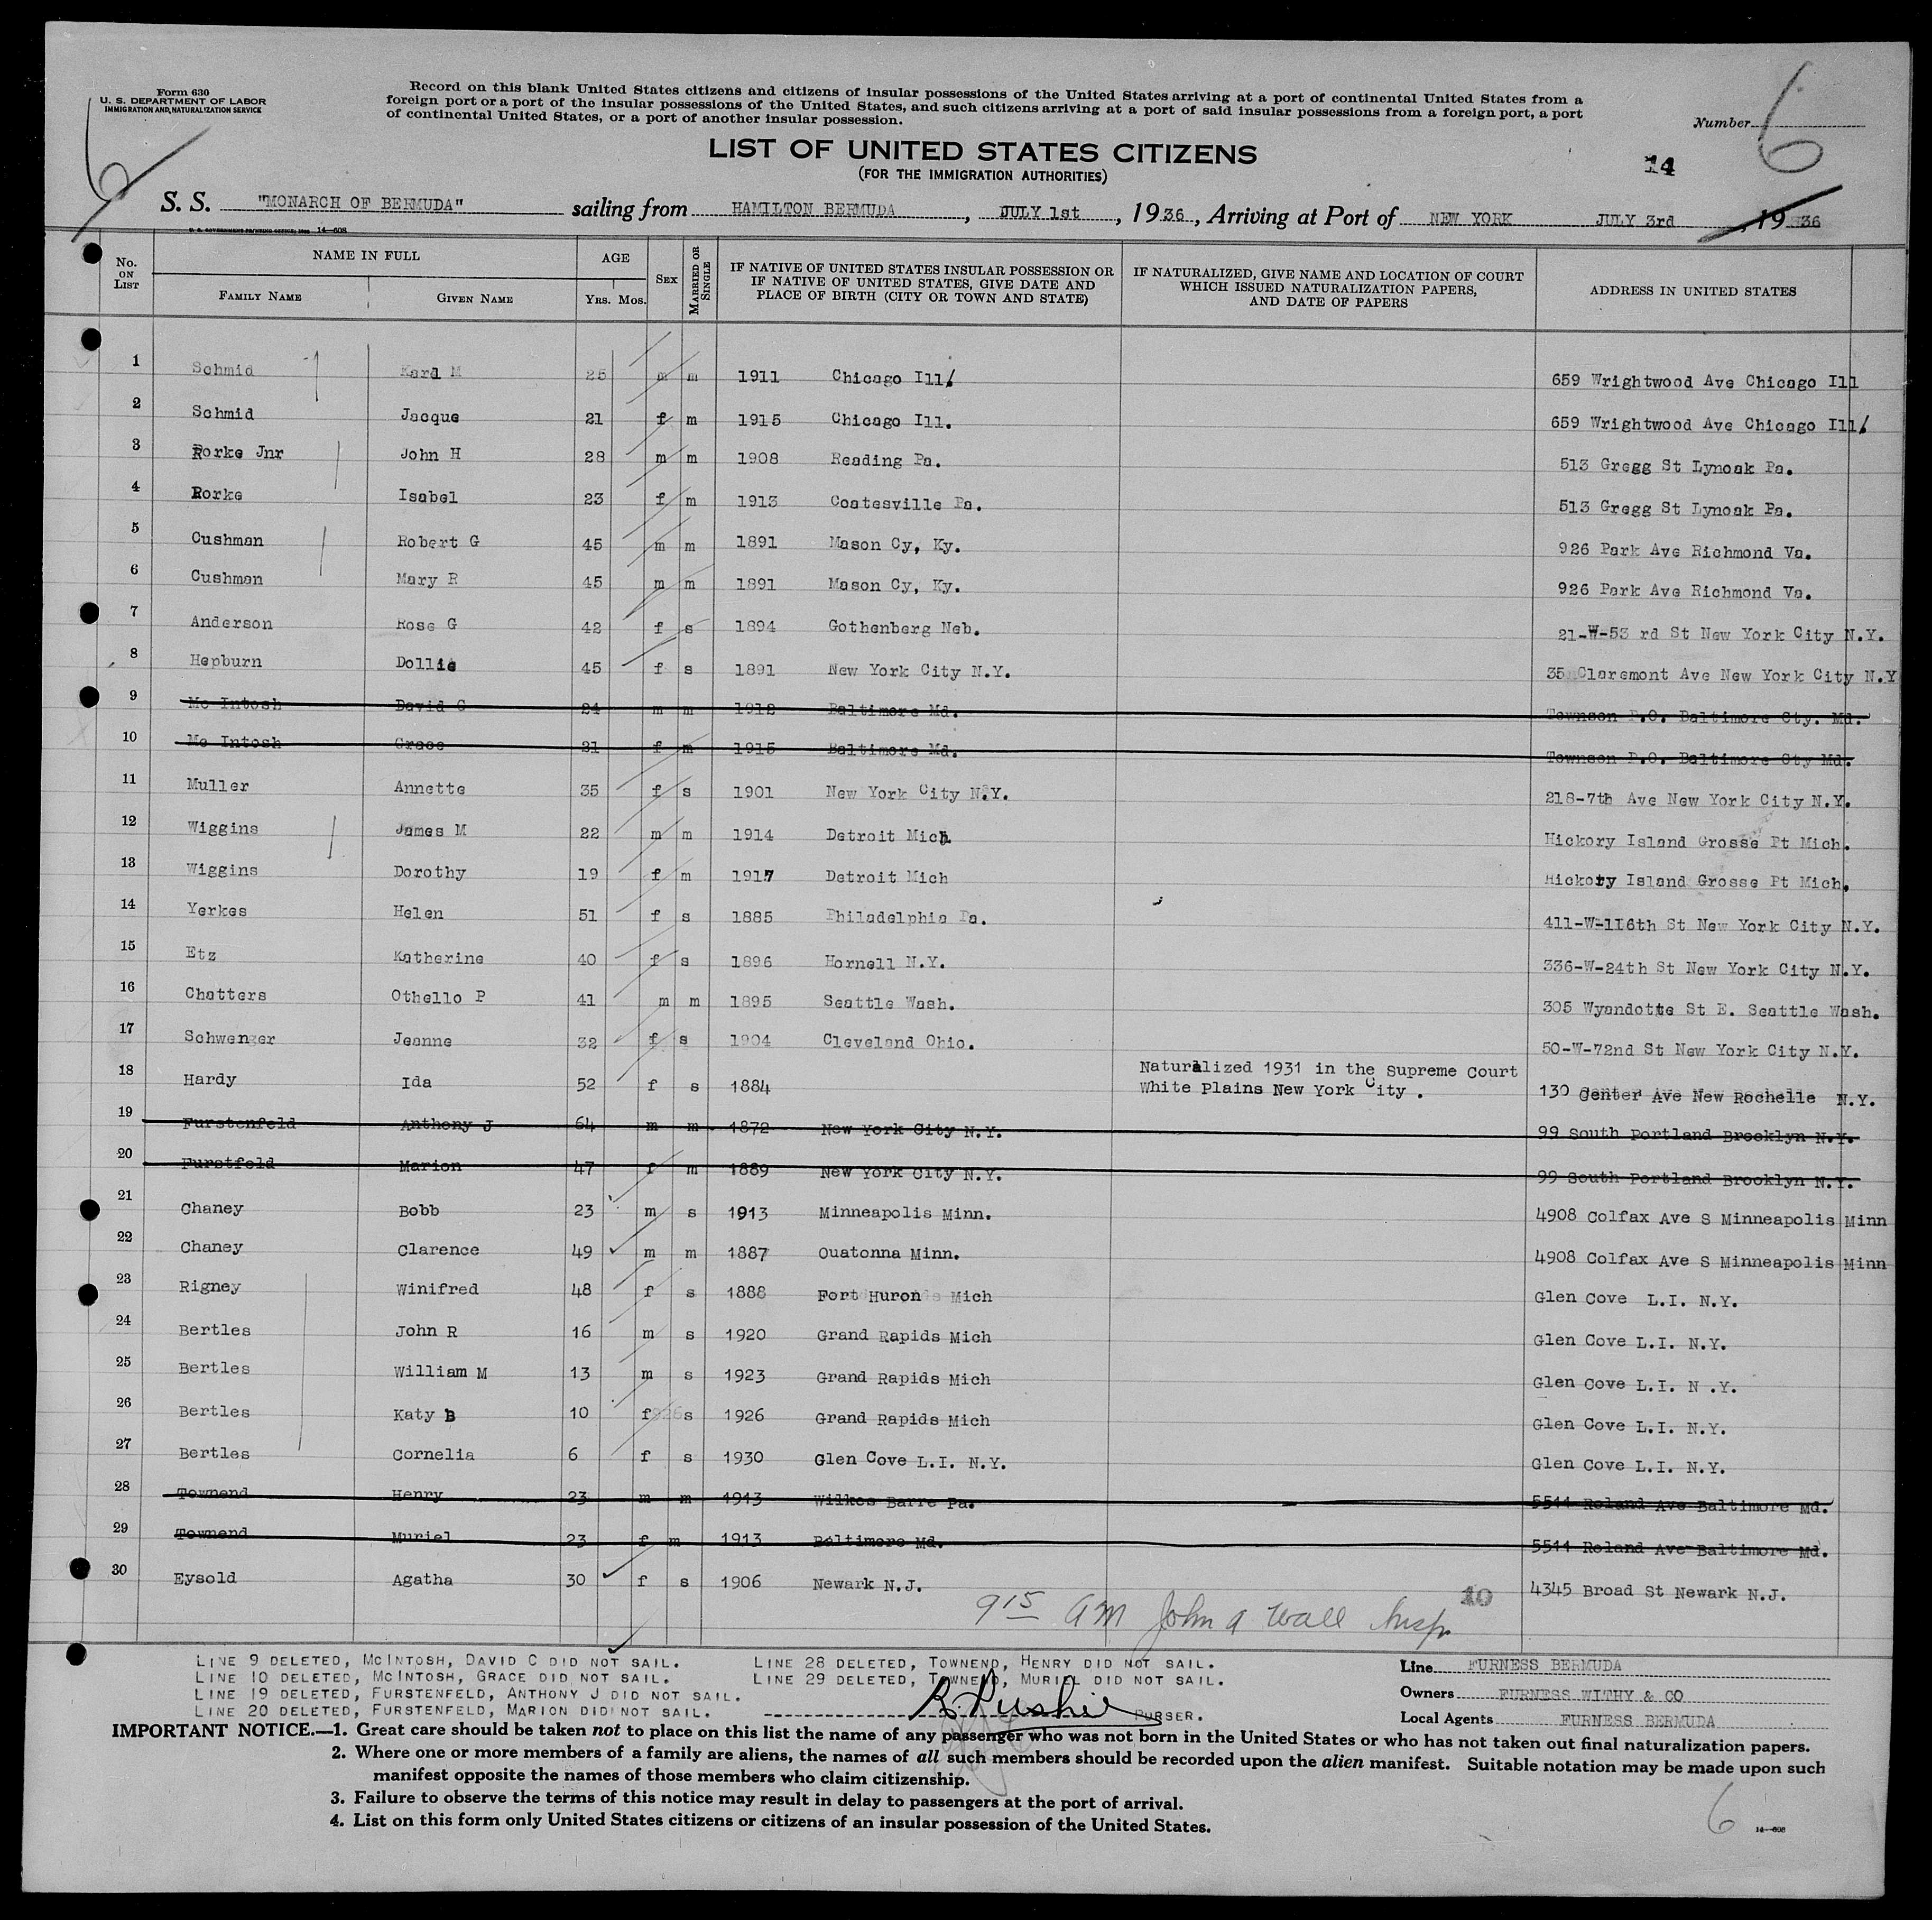 Form 630
U. S. DEPARTMENT OF LABOR
IMMIGRATION AND NATURALIZATION SERVICE
Record on this blank United States citizens and citizens of insular possessions of the United States arriving at a port of continental United States from a
foreign port or a port of the insular possessions of the United States, and such citizens arriving at a port of said insular possessions from a foreign port, a port
of continental United States, or a port of another insular possession.
Number 6
6
LIST OF UNITED STATES CITIZENS
(FOR THE IMMIGRATION AUTHORITIES)
14
S. S. "MONARCH OF BERMUDA" sailing from HAMILTON BERMUDA, JULY 1st, 1936, Arriving at Port of NEW YORK JULY 3rd, 1936
14-608
No. ON LIST NAME IN FULL FAMILY NAME GIVEN NAME AGE Yrs. Mos. SEX MARRIED OR SINGLE IF NATIVE OF UNITED STATES INSULAR POSSESSION OR IF NATIVE OF UNITED STATES, GIVE DATE AND PLACE OF BIRTH (CITY OR TOWN AND STATE) IF NATURALIZED, GIVE NAME AND LOCATION OF COURT WHICH ISSUED NATURALIZATION PAPERS, AND DATE OF PAPERS ADDRESS IN UNITED STATES
1 Schmid Karl M 25 m m 1911 Chicago Ill. 659 Wrightwood Ave Chicago Ill
2 Schmid Jacque 21 f m 1915 Chicago Ill. 659 Wrightwood Ave Chicago Ill.
3 Rorke Jnr John H 28 m m 1908 Reading Pa. 513 Gregg St Lynoak Pa.
4 Rorke Isabel 23 f m 1913 Coatesville Pa. 513 Gregg St Lynoak Pa.
5 Cushman Robert G 45 m m 1891 Mason Cy, Ky. 926 Park Ave Richmond Va.
6 Cushman Mary R 45 m m 1891 Mason Cy, Ky. 926 Park Ave Richmond Va.
7 Anderson Rose G 42 f s 1894 Gothenberg Neb. 21-W-53 rd St New York City N.Y.
8 Hepburn Dollie 45 f s 1891 New York City N.Y. 35 Claremont Ave New York City N.Y
9 Mc Intosh David C 24 m m 1912 Baltimore Md. Townson P.O. Baltimore Cty. Md.
10 Mc Intosh Grace 21 f m 1915 Baltimore Md. Townson P.O. Baltimore Cty Md.
11 Muller Annette 35 f s 1901 New York City N.Y. 218-7th Ave New York City N.Y.
12 Wiggins James M 22 m m 1914 Detroit Mich. Hickory Island Grosse Pt Mich.
13 Wiggins Dorothy 19 f m 1917 Detroit Mich Hickory Island Grosse Pt Mich.
14 Yerkes Helen 51 f s 1885 Philadelphia Pa. 411-W-116th St New York City N.Y.
15 Etz Katherine 40 f s 1896 Hornell N.Y. 336-W-24th St New York City N.Y.
16 Chatters Othello P 41 m m 1895 Seattle Wash. 305 Wyandotte St E. Seattle Wash.
17 Schwenger Jeanne 32 f s 1904 Cleveland Ohio. 50-W-72nd St New York City N.Y.
18 Hardy Ida 52 f s 1884 Naturalized 1931 in the Supreme Court White Plains New York City . 130 Center Ave New Rochelle N.Y.
19 Furstenfeld Anthony J 64 m m 1872 New York City N.Y. 99 South Portland Brooklyn N.Y.
20 Furstfeld Marion 47 f m 1889 New York City N.Y. 99 South Portland Brooklyn N.Y.
21 Chaney Bobb 23 m s 1913 Minneapolis Minn. 4908 Colfax Ave S Minneapolis Minn
22 Chaney Clarence 49 m m 1887 Ouatonna Minn. 4908 Colfax Ave S Minneapolis Minn
23 Rigney Winifred 48 f s 1888 Port Huron Mich Glen Cove L.I. N.Y.
24 Bertles John R 16 m s 1920 Grand Rapids Mich Glen Cove L.I. N.Y.
25 Bertles William M 13 m s 1923 Grand Rapids Mich Glen Cove L.I. N .Y.
26 Bertles Katy B 10 f s 1926 Grand Rapids Mich Glen Cove L.I. N.Y.
27 Bertles Cornelia 6 f s 1930 Glen Cove L.I. N.Y. Glen Cove L.I. N.Y.
28 Townend Henry 23 m m 1913 Wilkes Barre Pa. 5511 Roland Ave Baltimore Md.
29 Townend Muriel 23 f m 1913 Baltimore Md. 5511 Roland Ave Baltimore Md.
30 Eysold Agatha 30 f s 1906 Newark N.J. 4345 Broad St Newark N.J.
9 15 AM John A Wall Insp. 10
LINE 9 DELETED, MCINTOSH, DAVID C DID NOT SAIL. LINE 28 DELETED, TOWNEND, HENRY DID NOT SAIL.
LINE 10 DELETED, MCINTOSH, GRACE DID NOT SAIL. LINE 29 DELETED, TOWNEND, MURIEL DID NOT SAIL.
LINE 19 DELETED, FURSTENFELD, ANTHONY J DID NOT SAIL.
LINE 20 DELETED, FURSTENFELD, MARION DID NOT SAIL. PURSER.
Line FURNESS BERMUDA
Owners FURNESS WITHY & CO
Local Agents FURNESS BERMUDA
IMPORTANT NOTICE.—1. Great care should be taken not to place on this list the name of any passenger who was not born in the United States or who has not taken out final naturalization papers.
2. Where one or more members of a family are aliens, the names of all such members should be recorded upon the alien manifest. Suitable notation may be made upon such
manifest opposite the names of those members who claim citizenship.
3. Failure to observe the terms of this notice may result in delay to passengers at the port of arrival.
4. List on this form only United States citizens or citizens of an insular possession of the United States.
6
14-608